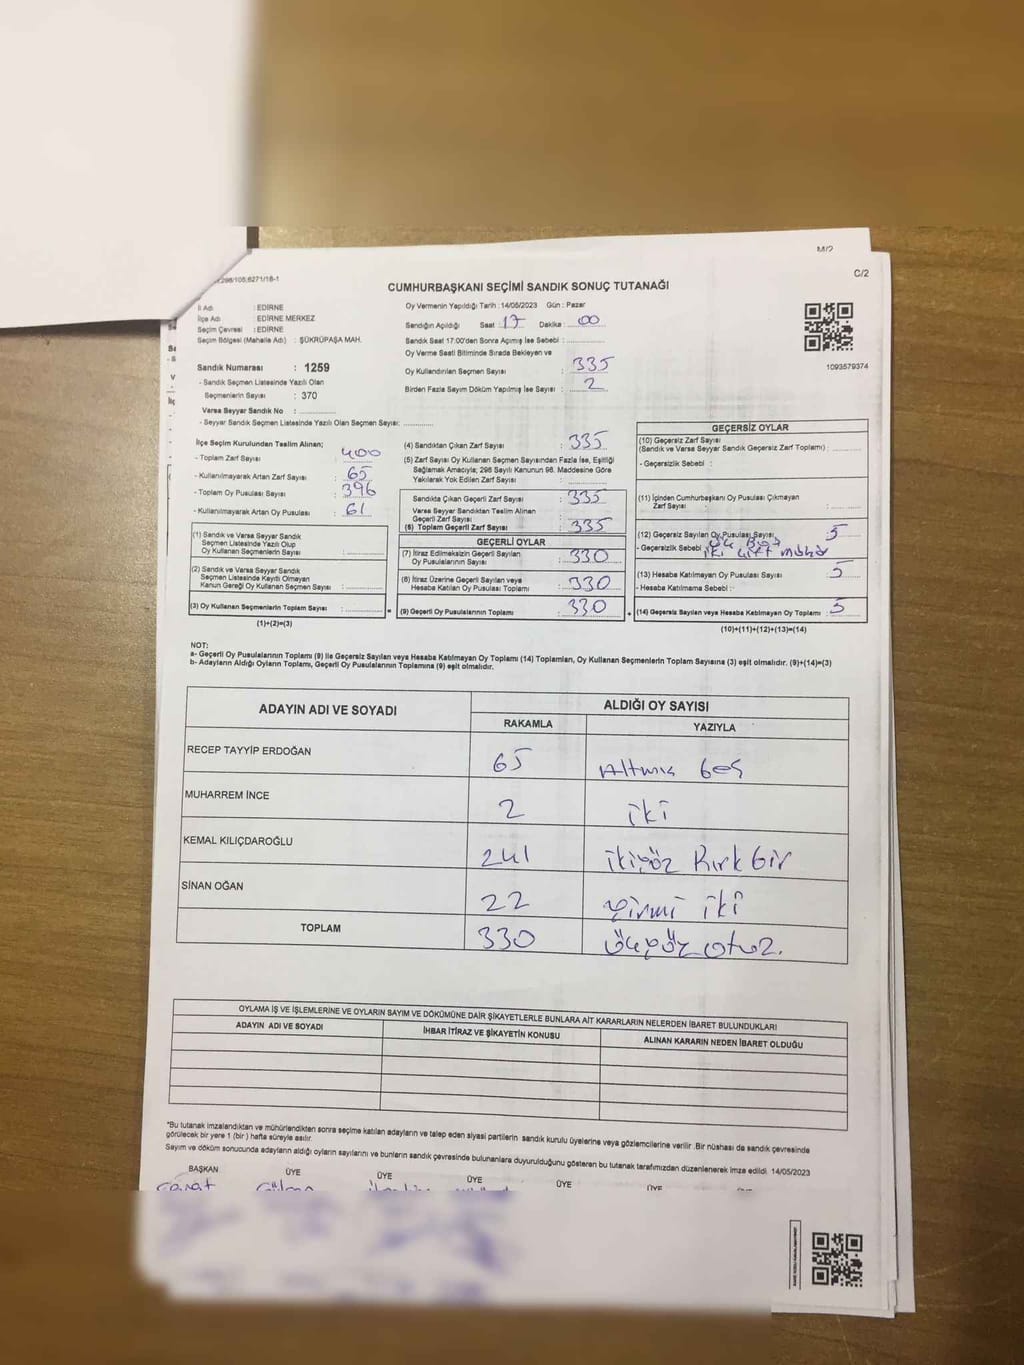 M/2
C/2
298/105;6271/18-1
CUMHURBAŞKANI SEÇİMİ SANDIK SONUÇ TUTANAĞI
İl Adı : EDİRNE
İlçe Adı : EDİRNE MERKEZ
Seçim Çevresi : EDİRNE
Seçim Bölgesi (Mahalle Adı) : ŞÜKRÜPAŞA MAH.
Sandık Numarası : 1259
- Sandık Seçmen Listesinde Yazılı Olan
Seçmenlerin Sayısı : 370
Varsa Seyyar Sandık No :
- Seyyar Sandık Seçmen Listesinde Yazılı Olan Seçmen Sayısı:
Oy Vermenin Yapıldığı Tarih : 14/05/2023 Gün : Pazar
Sandığın Açıldığı Saat : 17 Dakika : 00
Sandık Saat 17:00'den Sonra Açılmış İse Sebebi :
Oy Verme Saati Bitiminde Sırada Bekleyen ve
Oy Kullandırılan Seçmen Sayısı : 335
Birden Fazla Sayım Döküm Yapılmış İse Sayısı : 2
1093579374
İlçe Seçim Kurulundan Teslim Alınan;
- Toplam Zarf Sayısı : 400
- Kullanılmayarak Artan Zarf Sayısı : 65
- Toplam Oy Pusulası Sayısı : 396
- Kullanılmayarak Artan Oy Pusulası : 61
(1) Sandık ve Varsa Seyyar Sandık
Seçmen Listesinde Yazılı Olup
Oy Kullanan Seçmenlerin Sayısı :
(2) Sandık ve Varsa Seyyar Sandık
Seçmen Listesinde Kayıtlı Olmayan
Kanun Gereği Oy Kullanan Seçmen Sayısı :
(3) Oy Kullanan Seçmenlerin Toplam Sayısı : =
(1)+(2)=(3)
(4) Sandıktan Çıkan Zarf Sayısı : 335
(5) Zarf Sayısı Oy Kullanan Seçmen Sayısından Fazla İse, Eşitliği
Sağlamak Amacıyla; 298 Sayılı Kanunun 98. Maddesine Göre
Yakılarak Yok Edilen Zarf Sayısı :
Sandıkta Çıkan Geçerli Zarf Sayısı : 335
Varsa Seyyar Sandıktan Teslim Alınan
Geçerli Zarf Sayısı :
(6) Toplam Geçerli Zarf Sayısı : 335
GEÇERLİ OYLAR
(7) İtiraz Edilmeksizin Geçerli Sayılan
Oy Pusulalarının Sayısı : 330
(8) İtiraz Üzerine Geçerli Sayılan veya
Hesaba Katılan Oy Pusulası Toplamı : 330
(9) Geçerli Oy Pusulalarının Toplamı : 330 +
GEÇERSİZ OYLAR
(10) Geçersiz Zarf Sayısı
(Sandık ve Varsa Seyyar Sandık Geçersiz Zarf Toplamı) :
- Geçersizlik Sebebi :
(11) İçinden Cumhurbaşkanı Oy Pusulası Çıkmayan
Zarf Sayısı :
(12) Geçersiz Sayılan Oy Pusulası Sayısı : 5
- Geçersizlik Sebebi : iki çift mühür
(13) Hesaba Katılmayan Oy Pusulası Sayısı : 5
- Hesaba Katılmama Sebebi :
(14) Geçersiz Sayılan veya Hesaba Katılmayan Oy Toplamı : 5
(10)+(11)+(12)+(13)=(14)
NOT:
a- Geçerli Oy Pusulalarının Toplamı (9) ile Geçersiz Sayılan veya Hesaba Katılmayan Oy Toplamı (14) Toplamları, Oy Kullanan Seçmenlerin Toplam Sayısına (3) eşit olmalıdır. (9)+(14)=(3)
b- Adayların Aldığı Oyların Toplamı, Geçerli Oy Pusulalarının Toplamına (9) eşit olmalıdır.
ADAYIN ADI VE SOYADI ALDIĞI OY SAYISI
RAKAMLA YAZIYLA
RECEP TAYYİP ERDOĞAN 65 Altmış beş
MUHARREM İNCE 2 iki
KEMAL KILIÇDAROĞLU 241 ikiyüz kırk bir
SİNAN OĞAN 22 yirmi iki
TOPLAM 330 üçyüz otuz.
OYLAMA İŞ VE İŞLEMLERİNE VE OYLARIN SAYIM VE DÖKÜMÜNE DAİR ŞİKAYETLERLE BUNLARA AİT KARARLARIN NELERDEN İBARET BULUNDUKLARI
ADAYIN ADI VE SOYADI İHBAR İTİRAZ VE ŞİKAYETİN KONUSU ALINAN KARARIN NEDEN İBARET OLDUĞU
*Bu tutanak imzalandıktan ve mühürlendikten sonra seçime katılan adayların ve talep eden siyasi partilerin sandık kurulu üyelerine veya gözlemcilerine verilir .Bir nüshası da sandık çevresinde
görülecek bir yere 1 (bir ) hafta süreyle asılır.
Sayım ve döküm sonucunda adayların aldığı oyların sayılarını ve bunların sandık çevresinde bulunanlara duyurulduğunu gösteren bu tutanak tarafımızdan düzenlenerek imza edildi. 14/05/2023
BAŞKAN ÜYE ÜYE ÜYE ÜYE ÜYE